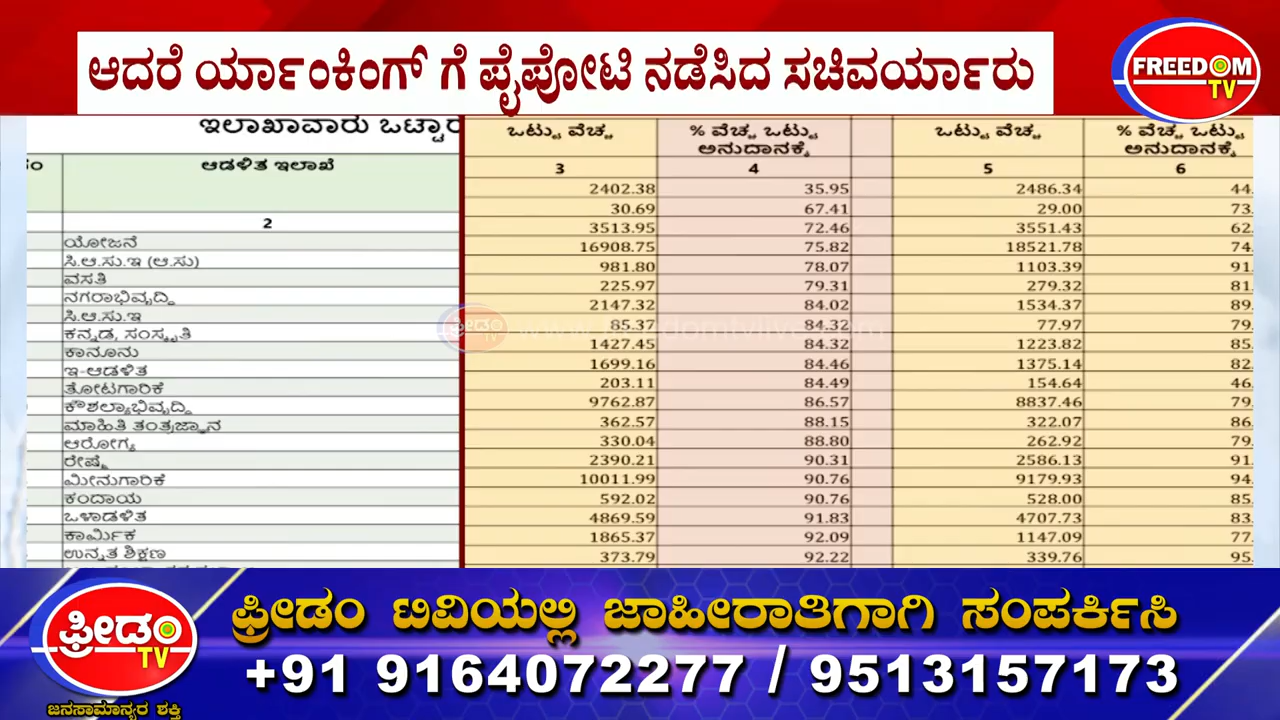 ಆದರೆ ರ್ಯಾಂಕಿಂಗ್ ಗೆ ಪೈಪೋಟಿ ನಡೆಸಿದ ಸಚಿವರ್ಯಾರು
FREEDOM
TV
ಇಲಾಖಾವಾರು ಒಟ್ಟಾರ
ಆಡಳಿತ ಇಲಾಖೆ
2
ಯೋಜನೆ
ಸಿ.ಆ.ಸು.ಇ (ಆ.ಸು)
ವಸತಿ
ನಗರಾಭಿವೃದ್ಧಿ
ಸಿ.ಆ.ಸು.ಇ
ಕನ್ನಡ, ಸಂಸ್ಕೃತಿ
ಕಾನೂನು
ಇ-ಆಡಳಿತ
ತೋಟಗಾರಿಕೆ
ಕೌಶಲ್ಯಾಭಿವೃದ್ಧಿ
ಮಾಹಿತಿ ತಂತ್ರಜ್ಞಾನ
ಆರೋಗ್ಯ
ರೇಷ್ಮೆ
ಮೀನುಗಾರಿಕೆ
ಕಂದಾಯ
ಒಳಾಡಳಿತ
ಕಾರ್ಮಿಕ
ಉನ್ನತ ಶಿಕ್ಷಣ
ಒಟ್ಟು ವೆಚ್ಚ % ವೆಚ್ಚ ಒಟ್ಟು ಒಟ್ಟು ವೆಚ್ಚ % ವೆಚ್ಚ ಒಟ್ಟು
ಅನುದಾನಕ್ಕೆ ಅನುದಾನಕ್ಕೆ
3 4 5 6
2402.38 35.95 2486.34 44.
30.69 67.41 29.00 73.
3513.95 72.46 3551.43 62.
16908.75 75.82 18521.78 74.
981.80 78.07 1103.39 91.
225.97 79.31 279.32 81.
2147.32 84.02 1534.37 89.
85.37 84.32 77.97 79.
1427.45 84.32 1223.82 85.
1699.16 84.46 1375.14 82.
203.11 84.49 154.64 46.
9762.87 86.57 8837.46 79.
362.57 88.15 322.07 86.
330.04 88.80 262.92 79.
2390.21 90.31 2586.13 91.
10011.99 90.76 9179.93 94.
592.02 90.76 528.00 85.
4869.59 91.83 4707.73 83.
1865.37 92.09 1147.09 77.
373.79 92.22 339.76 95.
ಫ್ರೀಡಂ
TV
ಫ್ರೀಡಂ ಟಿವಿಯಲ್ಲಿ ಜಾಹೀರಾತಿಗಾಗಿ ಸಂಪರ್ಕಿಸಿ
+91 9164072277 / 9513157173
ಫ್ರೀಡಂ
TV
ಜನಸಾಮಾನ್ಯರ ಶಕ್ತಿ